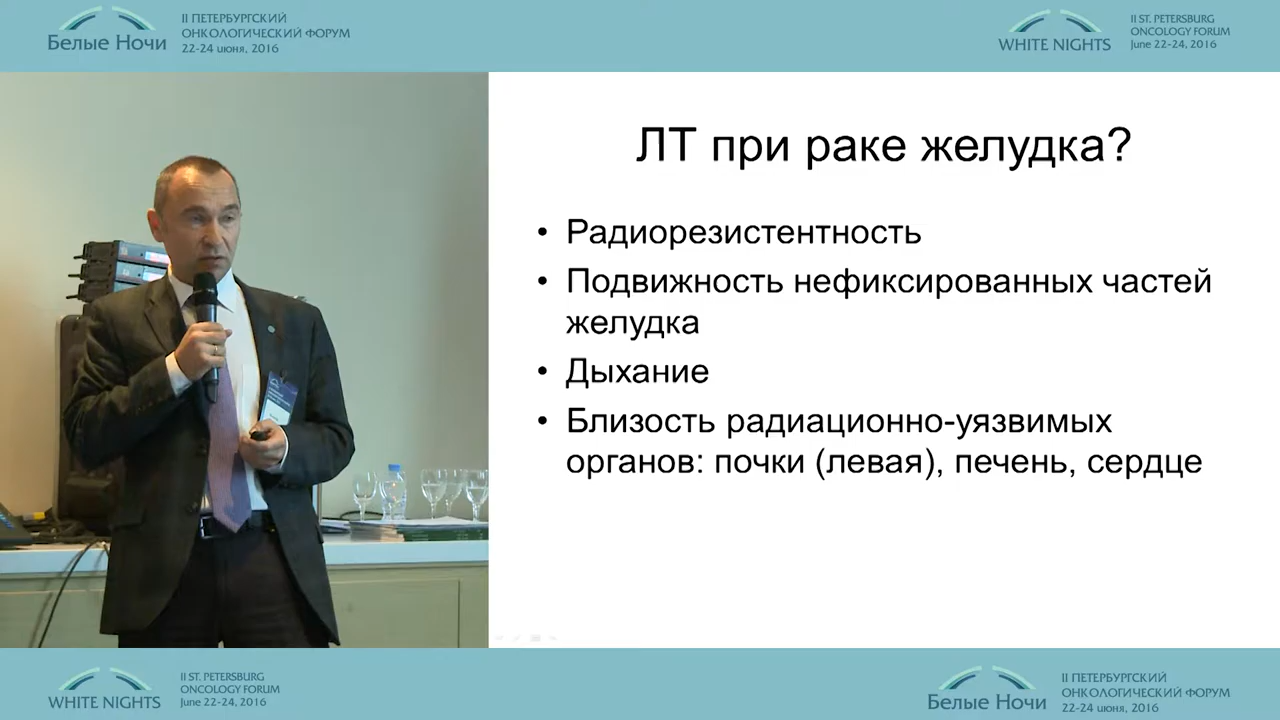 Белые Ночи
II ПЕТЕРБУРГСКИЙ
ОНКОЛОГИЧЕСКИЙ ФОРУМ
22-24 июня, 2016
WHITE NIGHTS
II ST. PETERSBURG
ONCOLOGY FORUM
June 22-24, 2016
ЛТ при раке желудка?
• Радиорезистентность
• Подвижность нефиксированных частей
желудка
• Дыхание
• Близость радиационно-уязвимых
органов: почки (левая), печень, сердце
WHITE NIGHTS
II ST. PETERSBURG
ONCOLOGY FORUM
June 22-24, 2016
Белые Ночи
II ПЕТЕРБУРГСКИЙ
ОНКОЛОГИЧЕСКИЙ ФОРУМ
22-24 июня, 2016